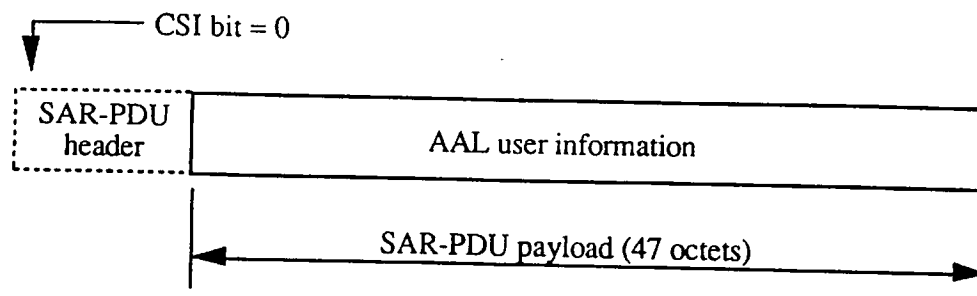 CSI bit = 0
SAR-PDU
header
AAL user information
SAR-PDU payload (47 octets)